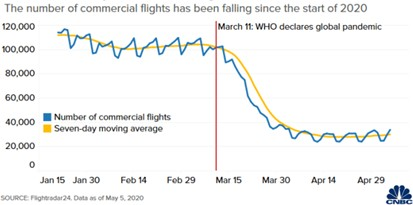 The number of commercial flights has been falling since the start of 2020
120,000
March 11: WHO declares global pandemic
100,000
80,000
60,000
40,000
Number of commercial flights
20,000
Seven-day moving average
0
Jan 15 Jan 30 Feb 14 Feb 29 Mar 15 Mar 30 Apr 14 Apr 29
SOURCE: Flightradar24. Data as of May 5, 2020
CNBC